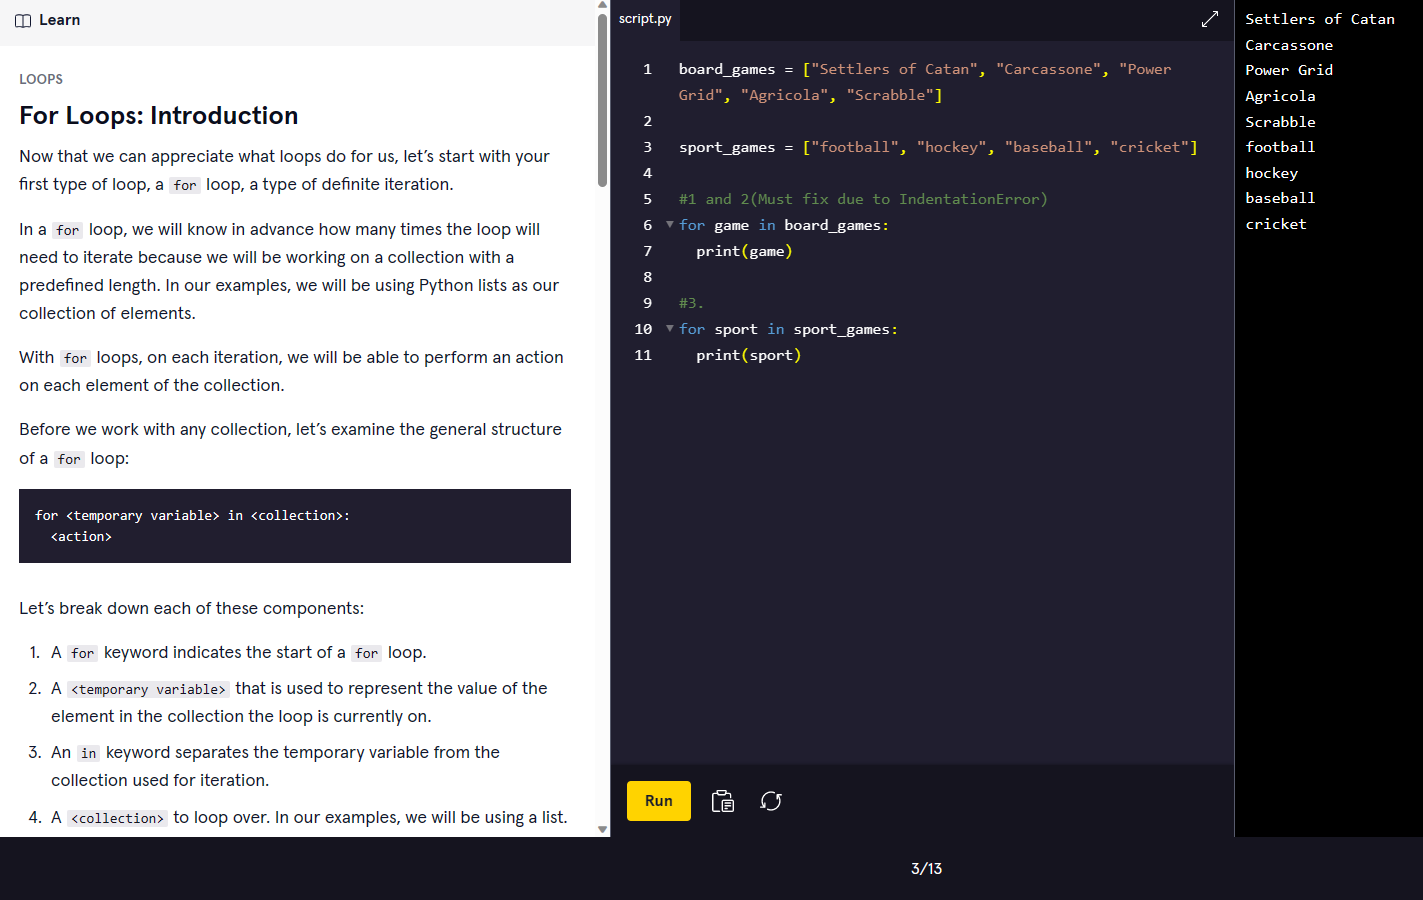 Learn
LOOPS
For Loops: Introduction
Now that we can appreciate what loops do for us, let’s start with your
first type of loop, a for loop, a type of definite iteration.
In a for loop, we will know in advance how many times the loop will
need to iterate because we will be working on a collection with a
predefined length. In our examples, we will be using Python lists as our
collection of elements.
With for loops, on each iteration, we will be able to perform an action
on each element of the collection.
Before we work with any collection, let’s examine the general structure
of a for loop:
for <temporary variable> in <collection>:
  <action>
Let’s break down each of these components:
1. A for keyword indicates the start of a for loop.
2. A <temporary variable> that is used to represent the value of the
element in the collection the loop is currently on.
3. An in keyword separates the temporary variable from the
collection used for iteration.
4. A <collection> to loop over. In our examples, we will be using a list.
script.py
1 board_games = ["Settlers of Catan", "Carcassone", "Power
Grid", "Agricola", "Scrabble"]
2
3 sport_games = ["football", "hockey", "baseball", "cricket"]
4
5 #1 and 2(Must fix due to IndentationError)
6 for game in board_games:
7   print(game)
8
9 #3.
10 for sport in sport_games:
11   print(sport)
Run
Settlers of Catan
Carcassone
Power Grid
Agricola
Scrabble
football
hockey
baseball
cricket
3/13